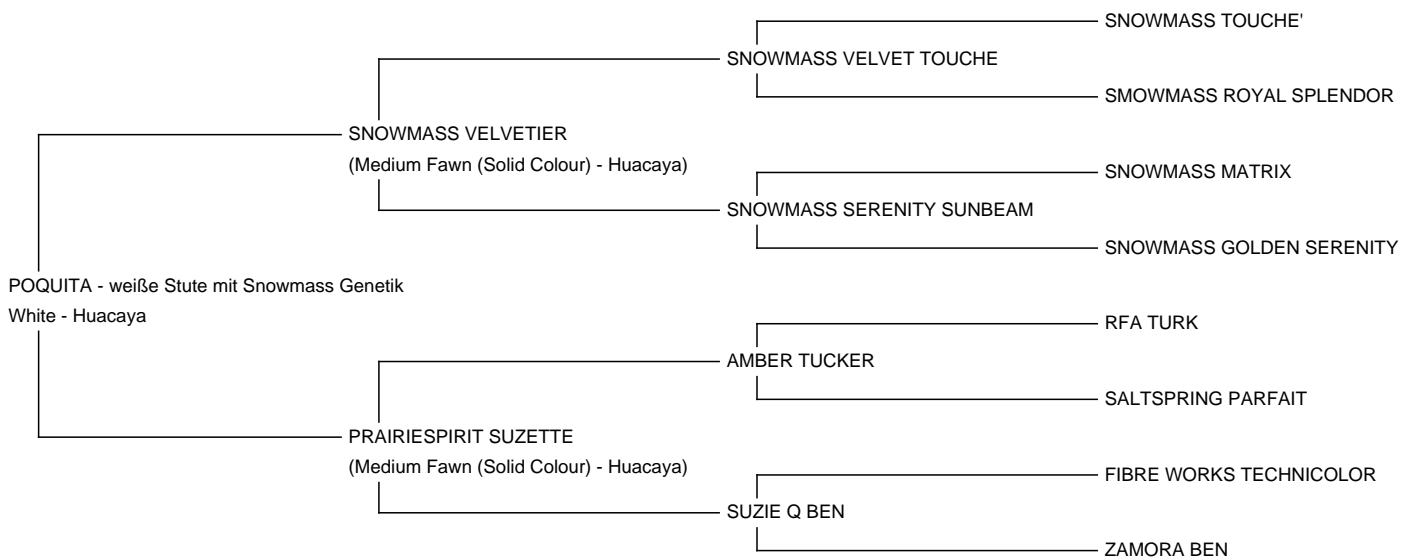 SNOWMASS TOUCHE'
SNOWMASS VELVET TOUCHE
SMOWMASS ROYAL SPLENDOR
SNOWMASS VELVETIER
(Medium Fawn (Solid Colour) - Huacaya)
SNOWMASS MATRIX
SNOWMASS SERENITY SUNBEAM
SNOWMASS GOLDEN SERENITY
POQUITA - weiße Stute mit Snowmass Genetik
White - Huacaya
RFA TURK
AMBER TUCKER
SALTSPRING PARFAIT
PRAIRIESPIRIT SUZETTE
(Medium Fawn (Solid Colour) - Huacaya)
FIBRE WORKS TECHNICOLOR
SUZIE Q BEN
ZAMORA BEN